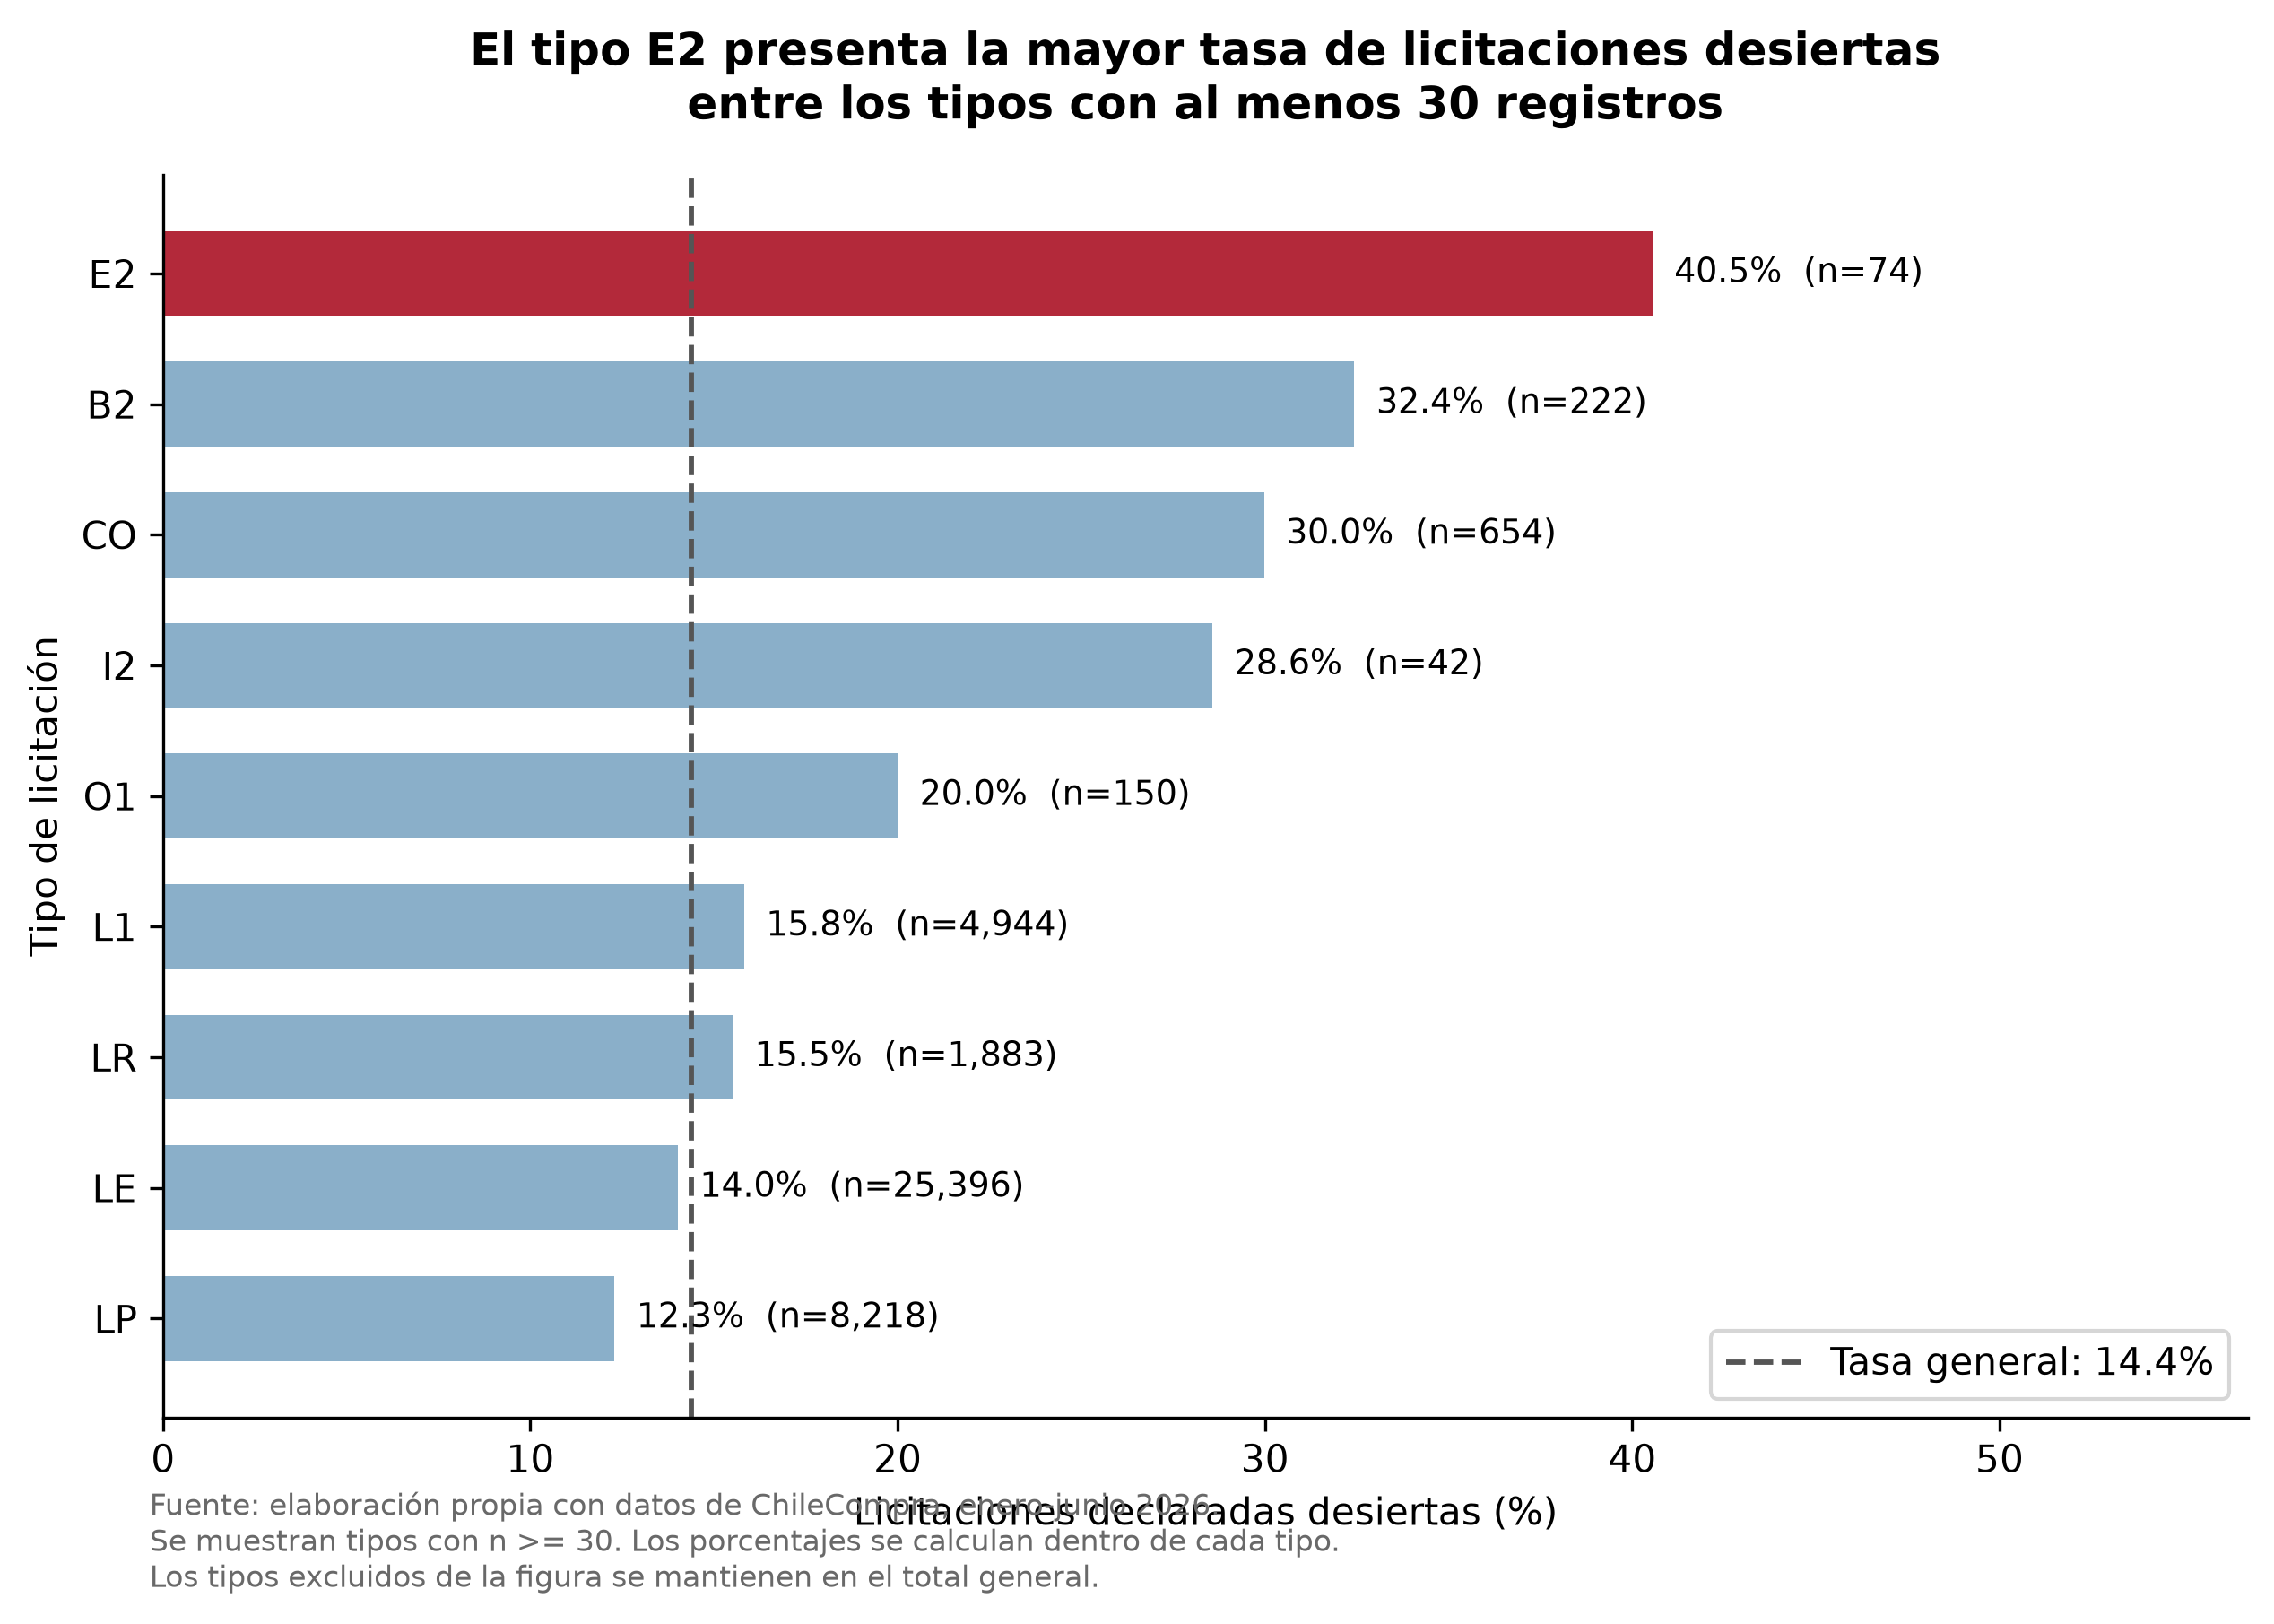 El tipo E2 presenta la mayor tasa de licitaciones desiertas
entre los tipos con al menos 30 registros
Tipo de licitación
E2
40.5% (n=74)
B2
32.4% (n=222)
CO
30.0% (n=654)
I2
28.6% (n=42)
O1
20.0% (n=150)
L1
15.8% (n=4,944)
LR
15.5% (n=1,883)
LE
14.0% (n=25,396)
LP
12.3% (n=8,218)
Tasa general: 14.4%
0 10 20 30 40 50
Licitaciones declaradas desiertas (%)
Fuente: elaboración propia con datos de ChileCompra, enero-junio 2026.
Se muestran tipos con n >= 30. Los porcentajes se calculan dentro de cada tipo.
Los tipos excluidos de la figura se mantienen en el total general.